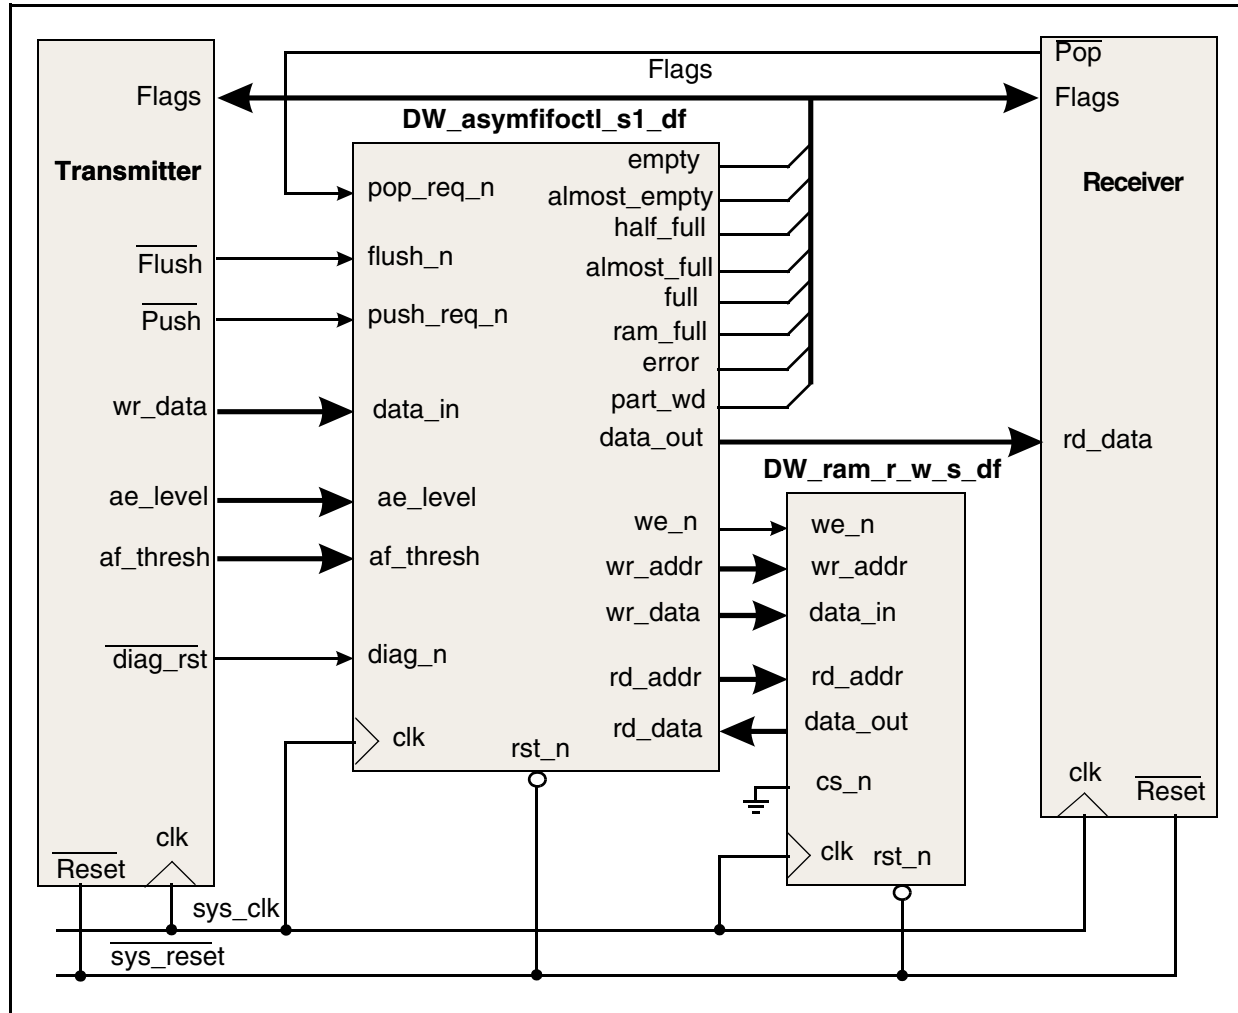 Pop
Flags
Flags
Flags
DW_asymfifoctl_s1_df
Transmitter
Receiver
empty
pop_req_n
almost_empty
half_full
Flush
flush_n
almost_full
full
Push
push_req_n
ram_full
error
part_wd
wr_data
data_in
data_out
rd_data
DW_ram_r_w_s_df
ae_level
ae_level
we_n
we_n
af_thresh
af_thresh
wr_addr
wr_addr
wr_data
data_in
diag_rst
diag_n
rd_addr
rd_addr
rd_data
data_out
clk
rst_n
cs_n
clk
Reset
clk
Reset
clk
rst_n
sys_clk
sys_reset